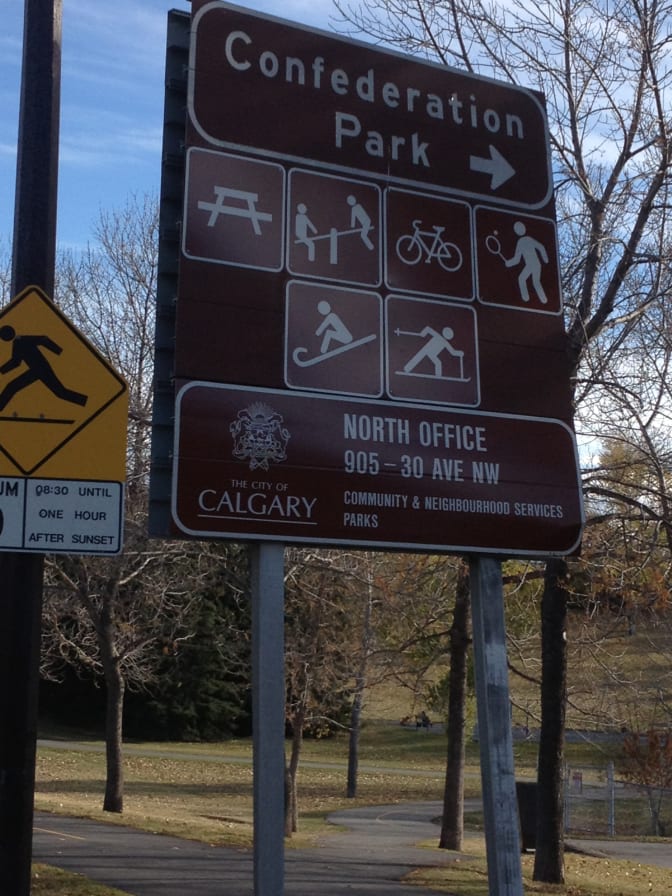 Confederation
Park
NORTH OFFICE
905 – 30 AVE NW
THE CITY OF
CALGARY
COMMUNITY & NEIGHBOURHOOD SERVICES
PARKS
08:30 UNTIL
ONE HOUR
AFTER SUNSET